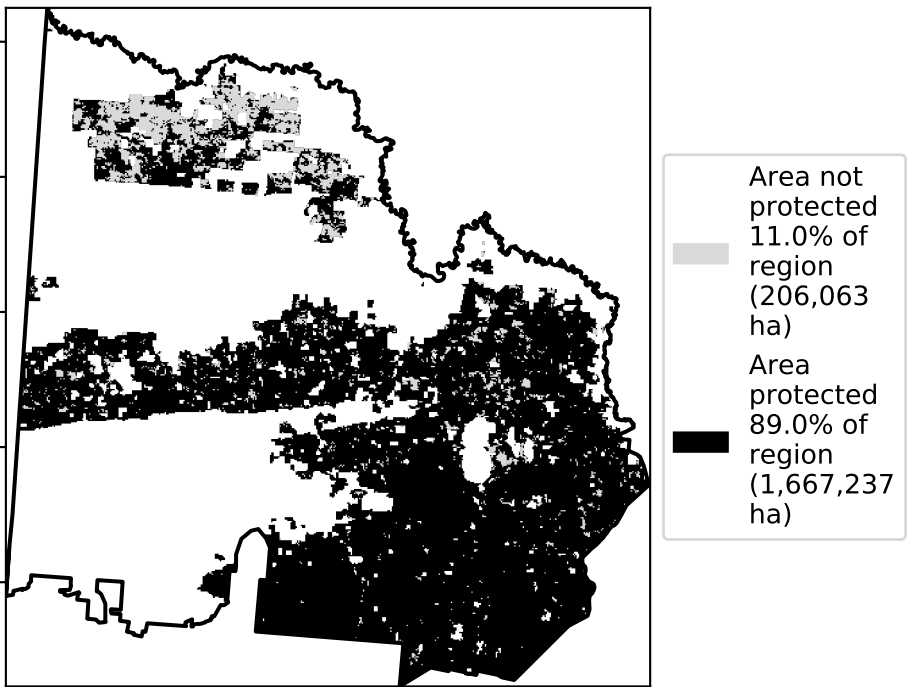 Area not
protected
11.0% of
region
(206,063
ha)
Area
protected
89.0% of
region
(1,667,237
ha)